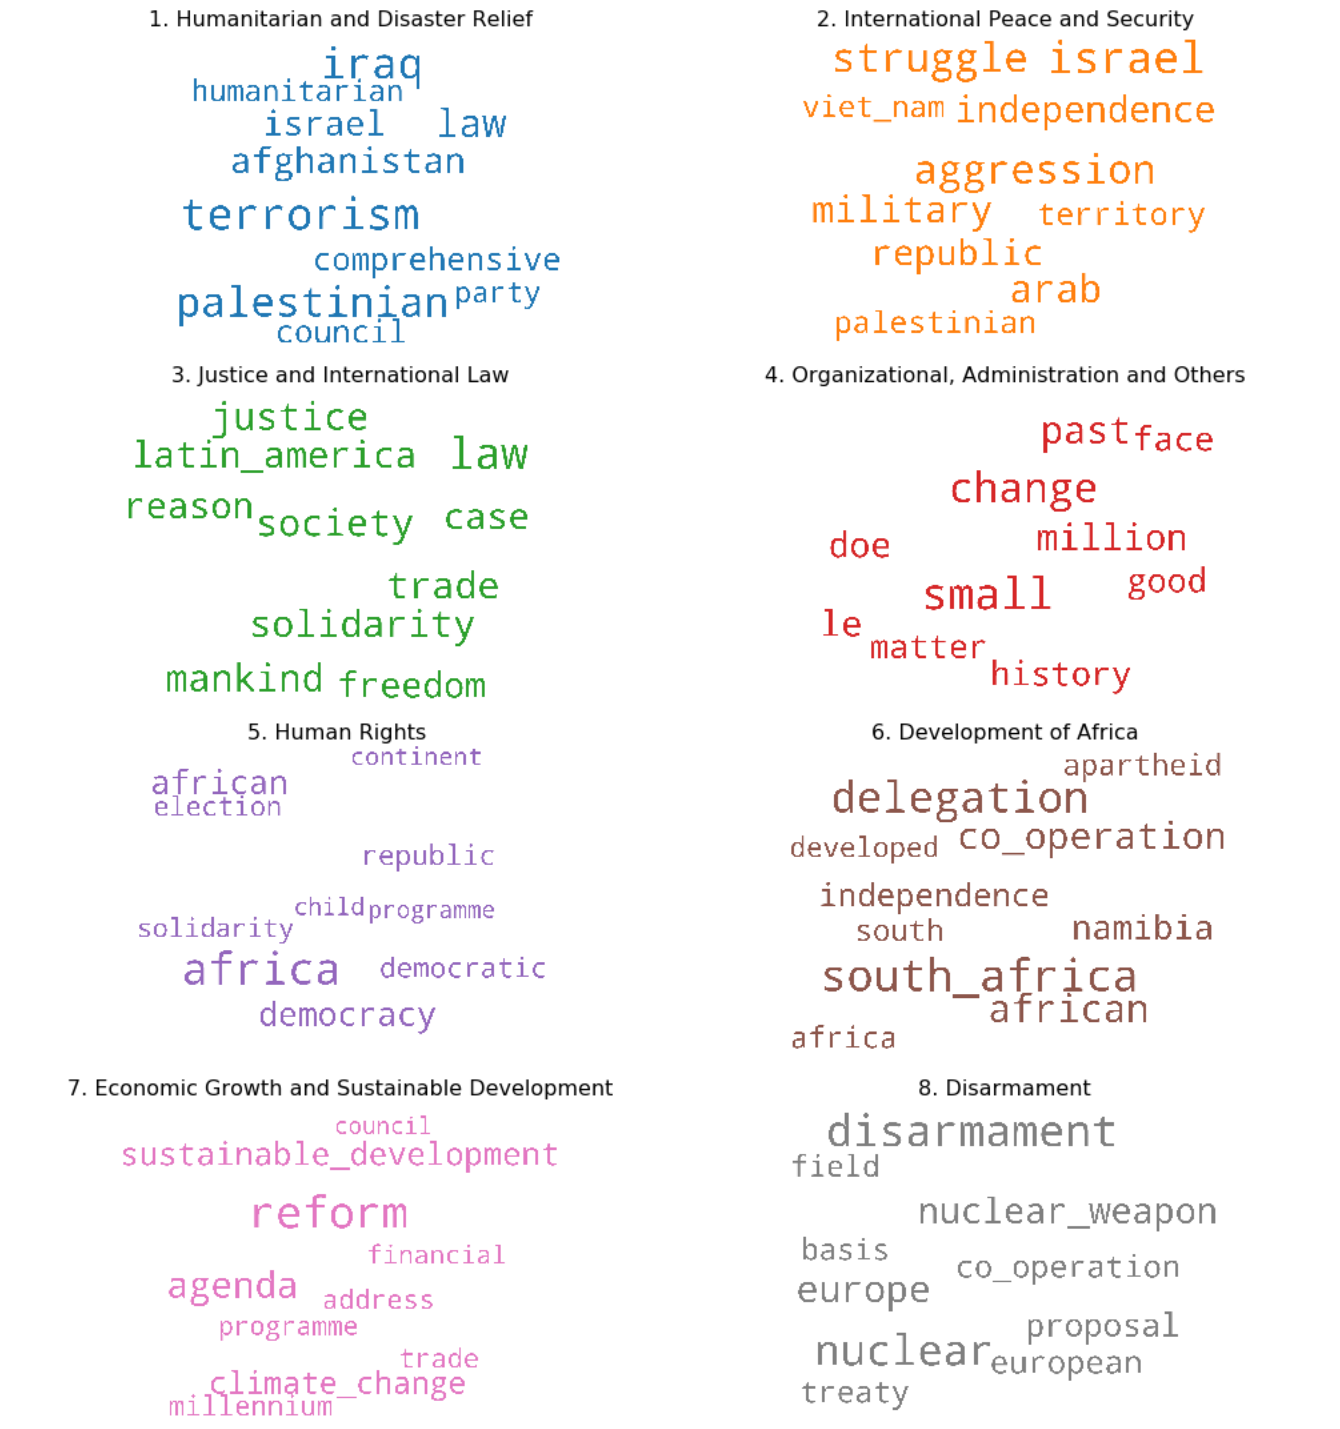 1. Humanitarian and Disaster Relief
iraq
humanitarian
israel law
afghanistan
terrorism
comprehensive
palestinian party
council
2. International Peace and Security
struggle israel
viet_nam independence
aggression
military territory
republic
arab
palestinian
3. Justice and International Law
justice
latin_america law
reason society case
trade
solidarity
mankind freedom
4. Organizational, Administration and Others
past face
change
doe million
small good
le
matter
history
5. Human Rights
continent
african
election
republic
child programme
solidarity
africa democratic
democracy
6. Development of Africa
apartheid
delegation
developed co_operation
independence
south namibia
south_africa
african
africa
7. Economic Growth and Sustainable Development
council
sustainable_development
reform
financial
agenda address
programme
trade
climate_change
millennium
8. Disarmament
disarmament
field
nuclear_weapon
basis co_operation
europe
proposal
nuclear european
treaty